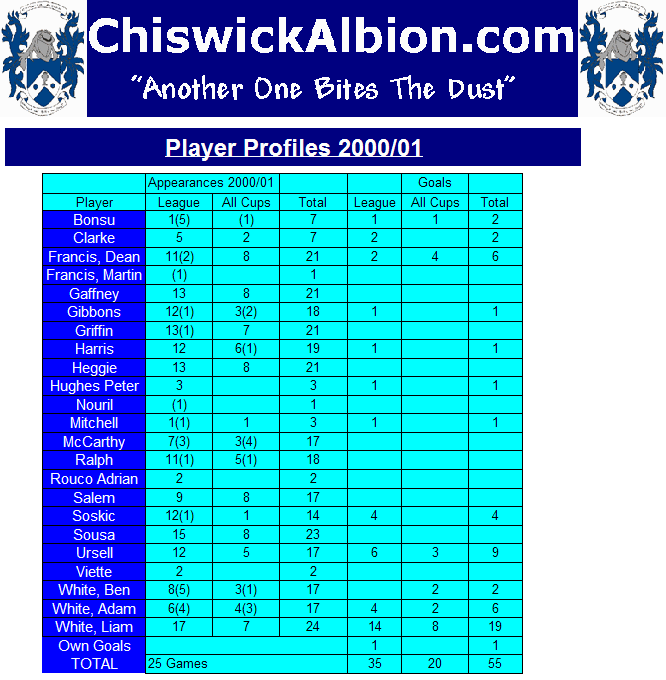 ChiswickAlbion.com
"Another One Bites The Dust"
Player Profiles 2000/01
Appearances 2000/01 Goals
Player League All Cups Total League All Cups Total
Bonsu 1(5) (1) 7 1 1 2
Clarke 5 2 7 2 2
Francis, Dean 11(2) 8 21 2 4 6
Francis, Martin (1) 1
Gaffney 13 8 21
Gibbons 12(1) 3(2) 18 1 1
Griffin 13(1) 7 21
Harris 12 6(1) 19 1 1
Heggie 13 8 21
Hughes Peter 3 3 1 1
Nouril (1) 1
Mitchell 1(1) 1 3 1 1
McCarthy 7(3) 3(4) 17
Ralph 11(1) 5(1) 18
Rouco Adrian 2 2
Salem 9 8 17
Soskic 12(1) 1 14 4 4
Sousa 15 8 23
Ursell 12 5 17 6 3 9
Viette 2 2
White, Ben 8(5) 3(1) 17 2 2
White, Adam 6(4) 4(3) 17 4 2 6
White, Liam 17 7 24 14 8 19
Own Goals 1 1
TOTAL 25 Games 35 20 55